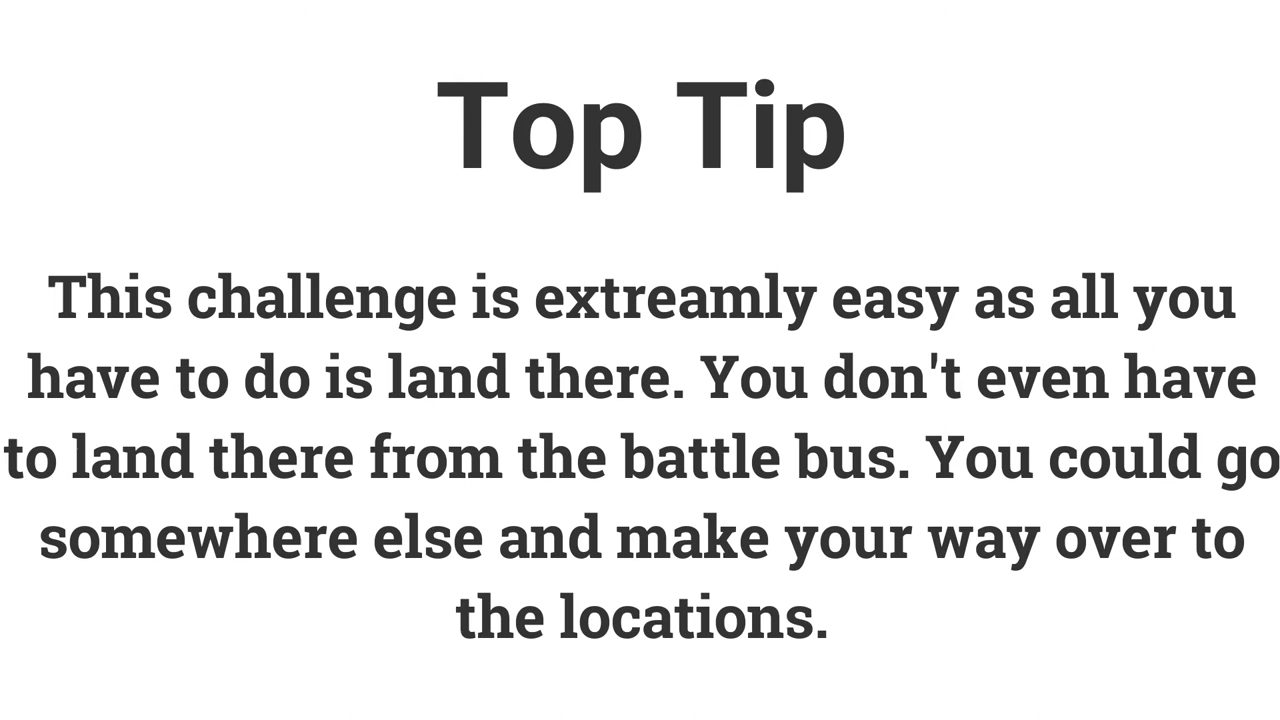 Top Tip
This challenge is extreamly easy as all you
have to do is land there. You don't even have
to land there from the battle bus. You could go
somewhere else and make your way over to
the locations.